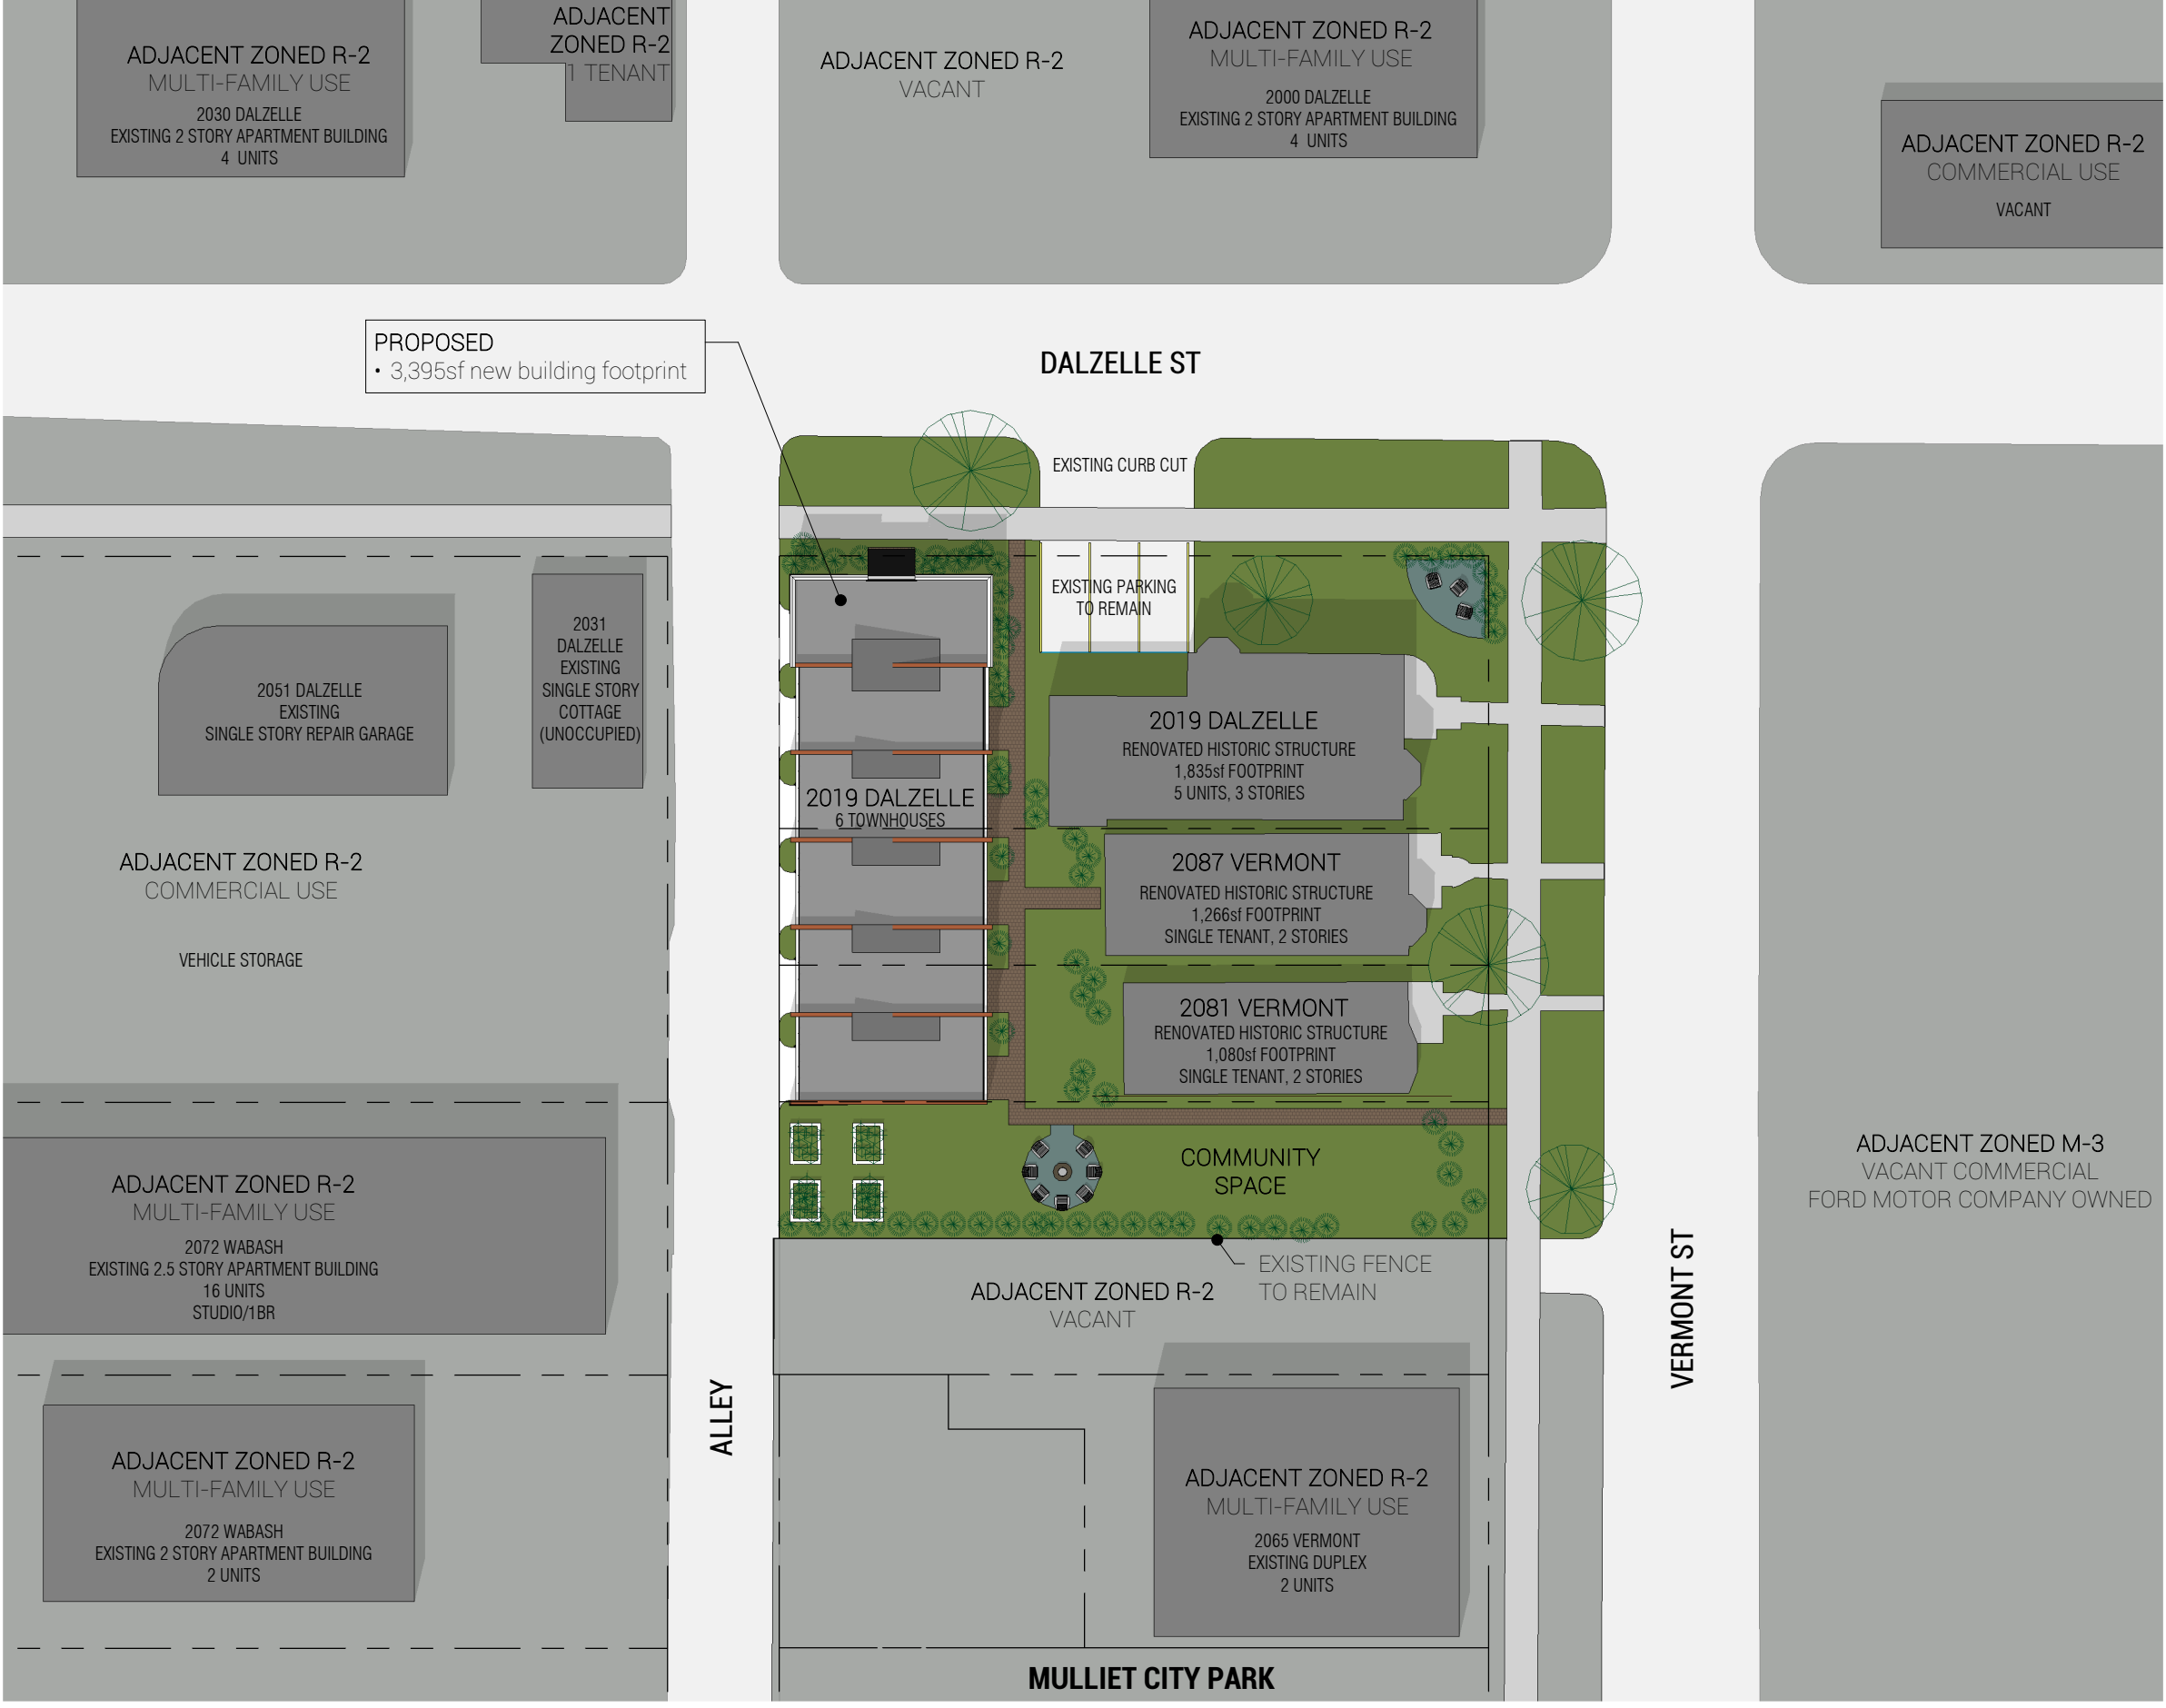 ADJACENT ZONED R-2
MULTI-FAMILY USE
2030 DALZELLE
EXISTING 2 STORY APARTMENT BUILDING
4 UNITS
ADJACENT
ZONED R-2
1 TENANT
ADJACENT ZONED R-2
VACANT
ADJACENT ZONED R-2
MULTI-FAMILY USE
2000 DALZELLE
EXISTING 2 STORY APARTMENT BUILDING
4 UNITS
ADJACENT ZONED R-2
COMMERCIAL USE
VACANT
PROPOSED
• 3,395sf new building footprint
DALZELLE ST
EXISTING CURB CUT
EXISTING PARKING
TO REMAIN
2051 DALZELLE
EXISTING
SINGLE STORY REPAIR GARAGE
2031
DALZELLE
EXISTING
SINGLE STORY
COTTAGE
(UNOCCUPIED)
2019 DALZELLE
6 TOWNHOUSES
2019 DALZELLE
RENOVATED HISTORIC STRUCTURE
1,835sf FOOTPRINT
5 UNITS, 3 STORIES
ADJACENT ZONED R-2
COMMERCIAL USE
VEHICLE STORAGE
2087 VERMONT
RENOVATED HISTORIC STRUCTURE
1,266sf FOOTPRINT
SINGLE TENANT, 2 STORIES
2081 VERMONT
RENOVATED HISTORIC STRUCTURE
1,080sf FOOTPRINT
SINGLE TENANT, 2 STORIES
COMMUNITY
SPACE
ADJACENT ZONED M-3
VACANT COMMERCIAL
FORD MOTOR COMPANY OWNED
ADJACENT ZONED R-2
MULTI-FAMILY USE
2072 WABASH
EXISTING 2.5 STORY APARTMENT BUILDING
16 UNITS
STUDIO/1BR
EXISTING FENCE
TO REMAIN
ADJACENT ZONED R-2
VACANT
VERMONT ST
ALLEY
ADJACENT ZONED R-2
MULTI-FAMILY USE
2072 WABASH
EXISTING 2 STORY APARTMENT BUILDING
2 UNITS
ADJACENT ZONED R-2
MULTI-FAMILY USE
2065 VERMONT
EXISTING DUPLEX
2 UNITS
MULLIET CITY PARK